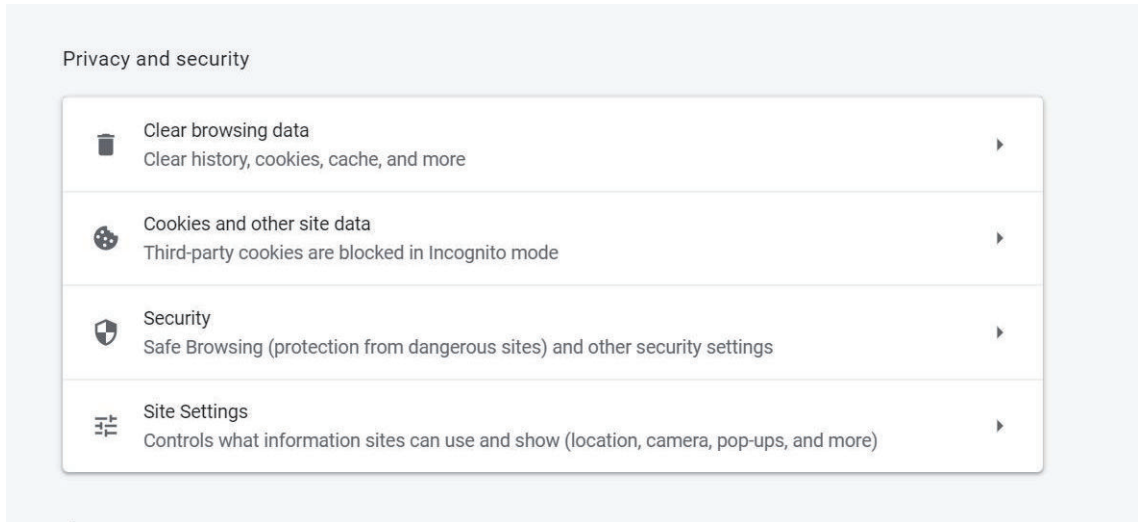 Privacy and security
Clear browsing data
Clear history, cookies, cache, and more
Cookies and other site data
Third-party cookies are blocked in Incognito mode
Security
Safe Browsing (protection from dangerous sites) and other security settings
Site Settings
Controls what information sites can use and show (location, camera, pop-ups, and more)